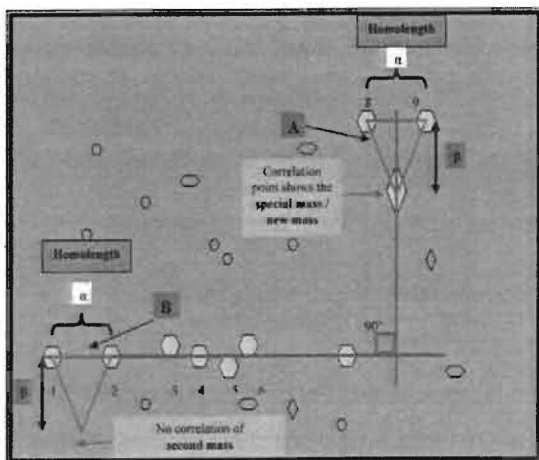 Homolength
α
8 9
A
β
Correlation
point shows the
special mass /
new mass
Homolength
α
B
90°
β
1 2 3 4 5 6
No correlation of
second mass